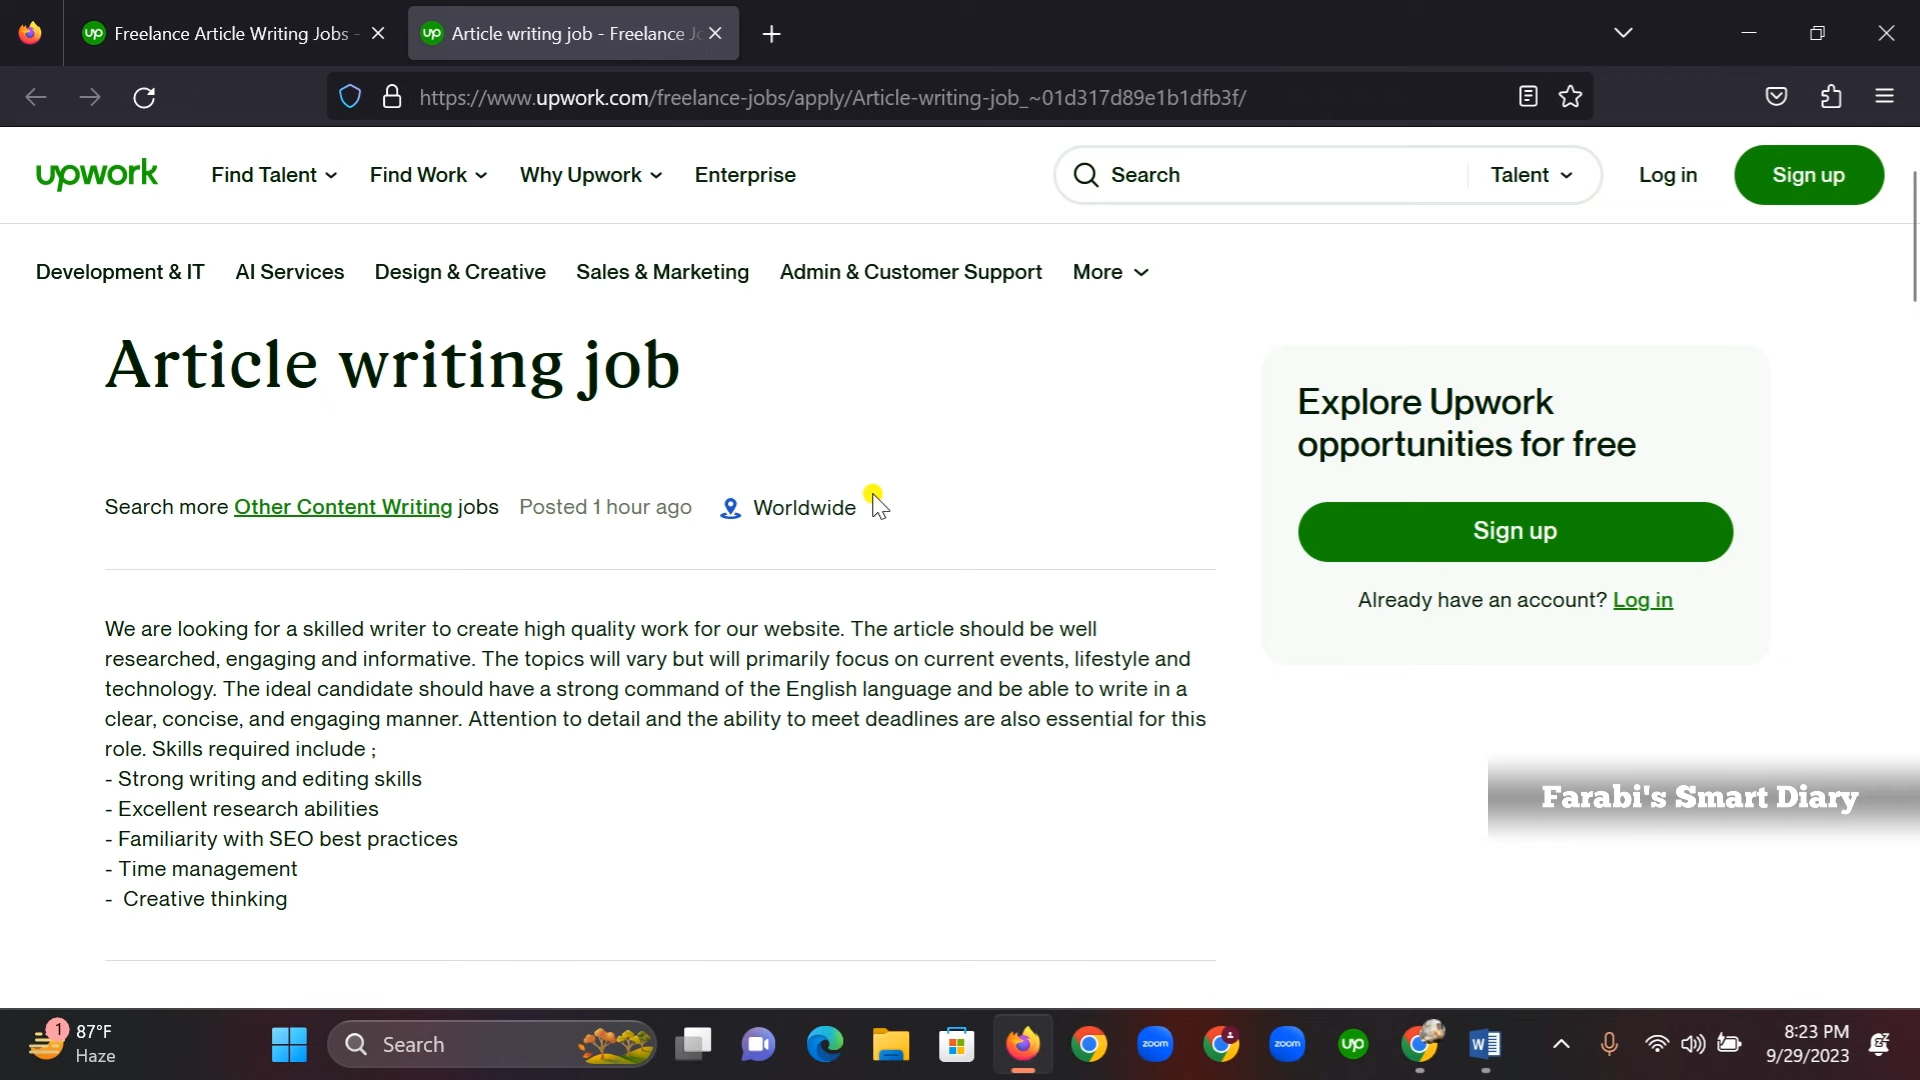 Freelance Article Writing Jobs -
Article writing job - Freelance Jo
https://www.upwork.com/freelance-jobs/apply/Article-writing-job_~01d317d89e1b1dfb3f/
upwork Find Talent Find Work Why Upwork Enterprise Search Talent Log in Sign up
Development & IT AI Services Design & Creative Sales & Marketing Admin & Customer Support More
Article writing job
Explore Upwork
opportunities for free
Search more Other Content Writing jobs Posted 1 hour ago Worldwide
Sign up
Already have an account? Log in
We are looking for a skilled writer to create high quality work for our website. The article should be well
researched, engaging and informative. The topics will vary but will primarily focus on current events, lifestyle and
technology. The ideal candidate should have a strong command of the English language and be able to write in a
clear, concise, and engaging manner. Attention to detail and the ability to meet deadlines are also essential for this
role. Skills required include ;
- Strong writing and editing skills
- Excellent research abilities
- Familiarity with SEO best practices
- Time management
- Creative thinking
Farabi's Smart Diary
1 87°F
Haze
Search
zoom
zoom
up
W
8:23 PM
9/29/2023